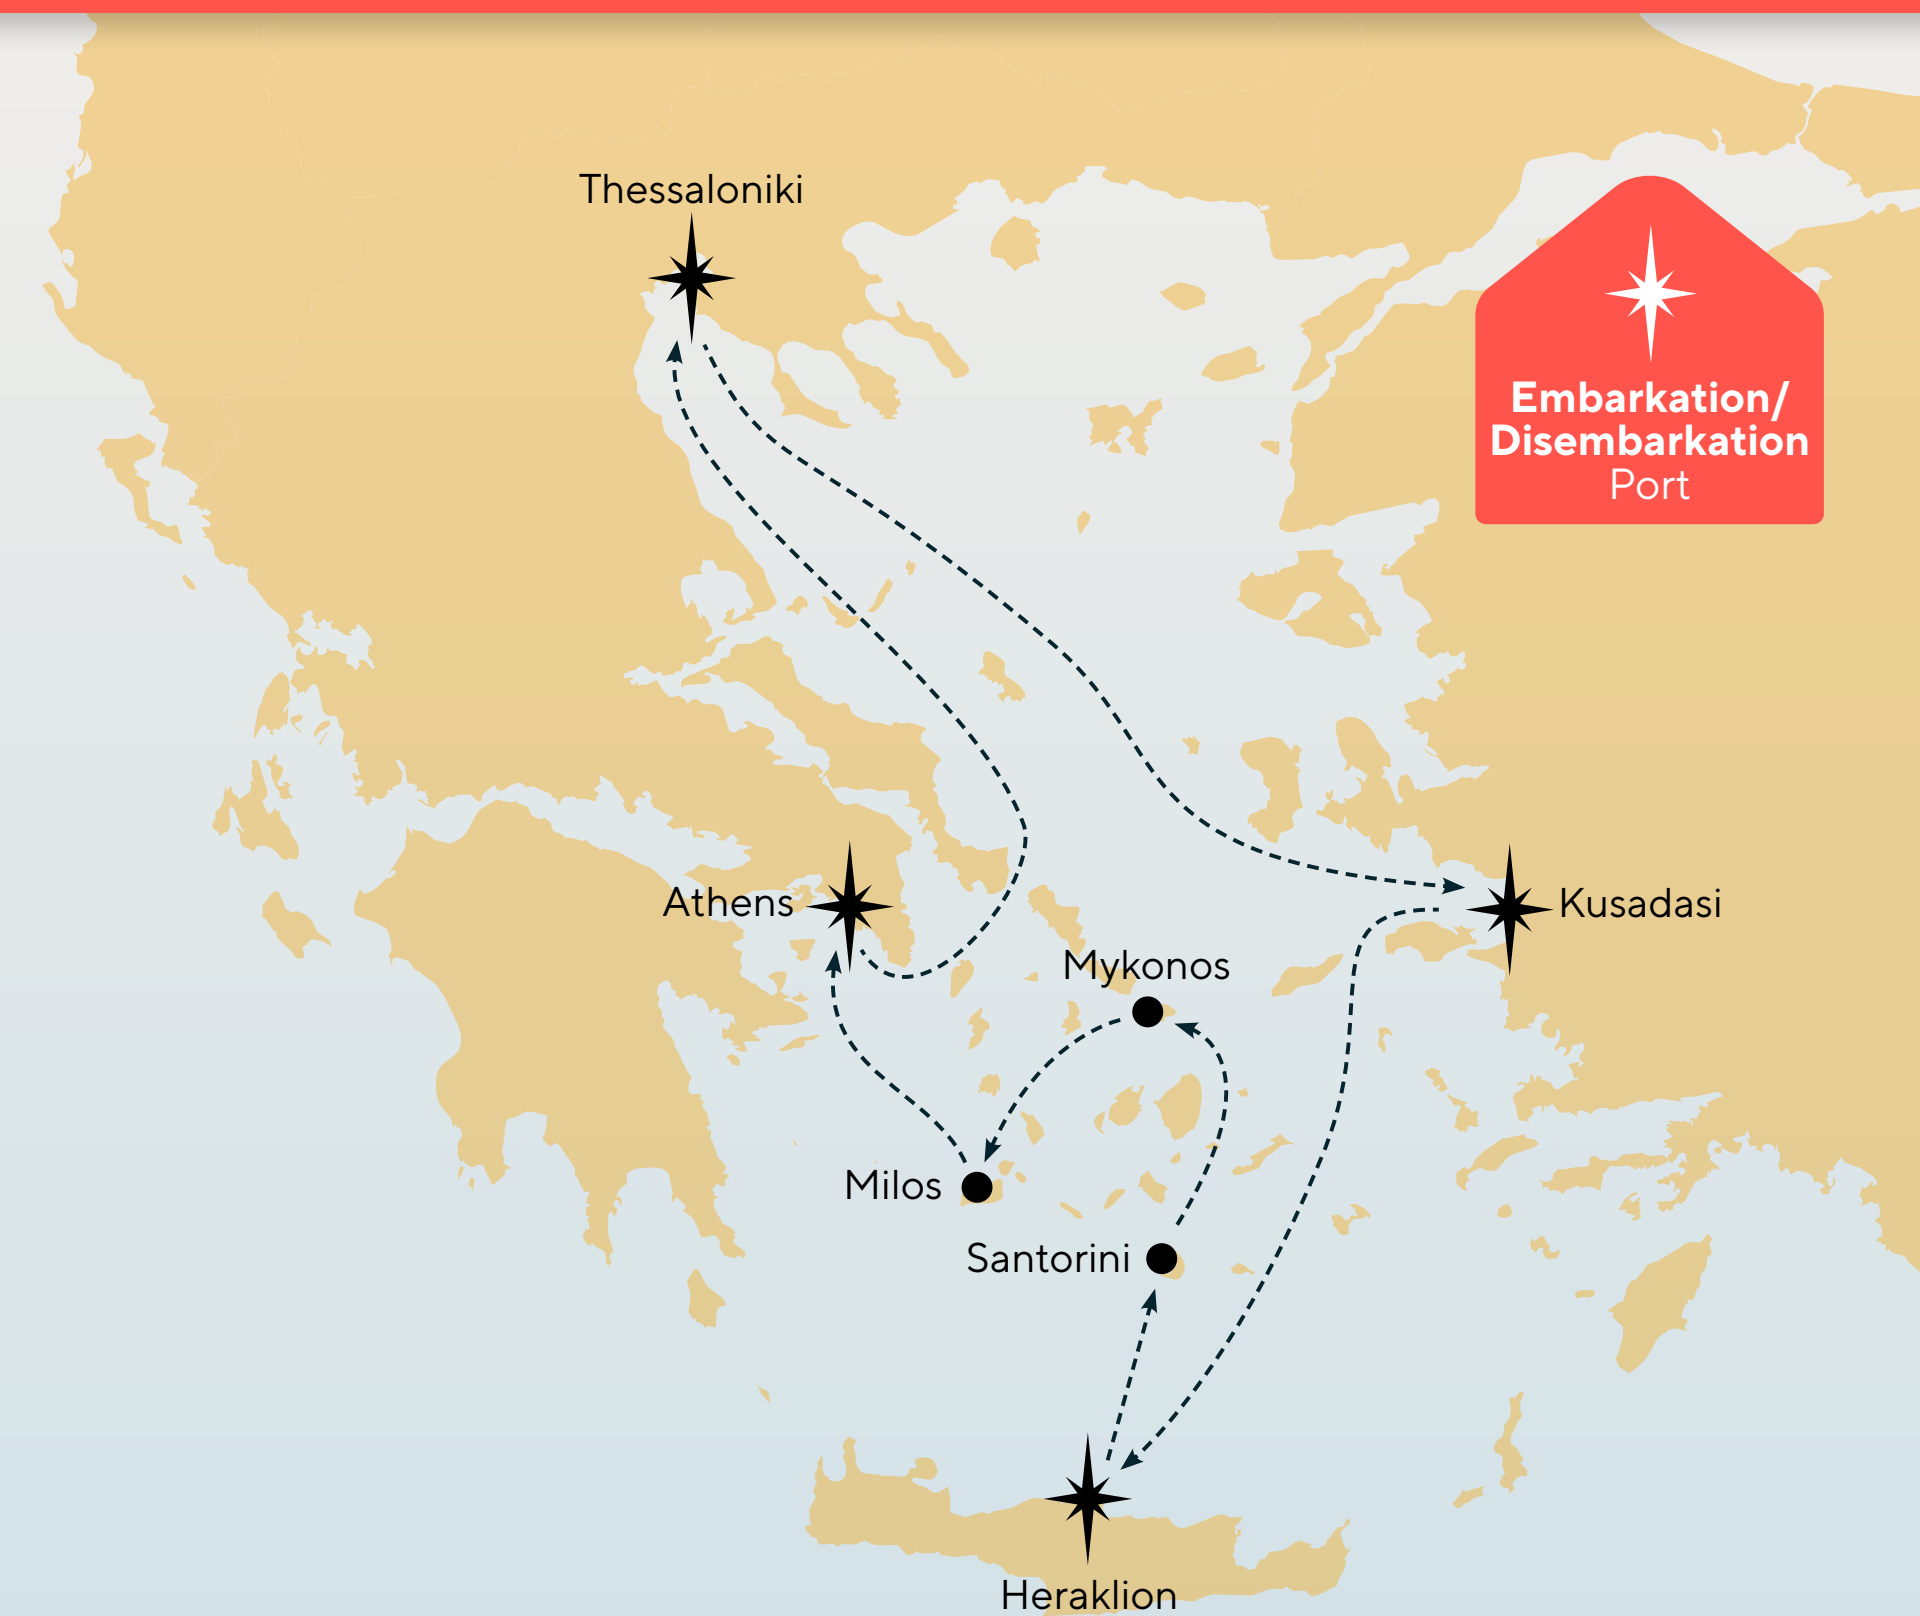 Thessaloniki
Embarkation/
Disembarkation
Port
Athens
Kusadasi
Mykonos
Milos
Santorini
Heraklion